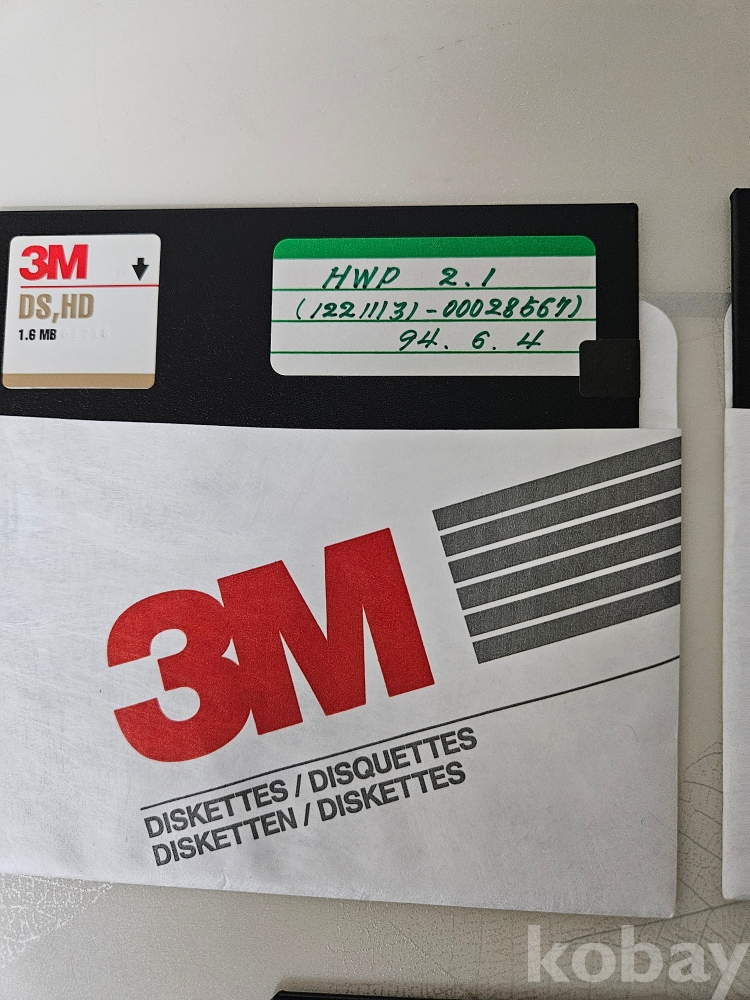 3M
DS,HD
1.6 MB
HWP 2.1
(12211131-00028567)
94. 6. 4
3M
DISKETTES / DISQUETTES
DISKETTEN / DISKETTES
kobay